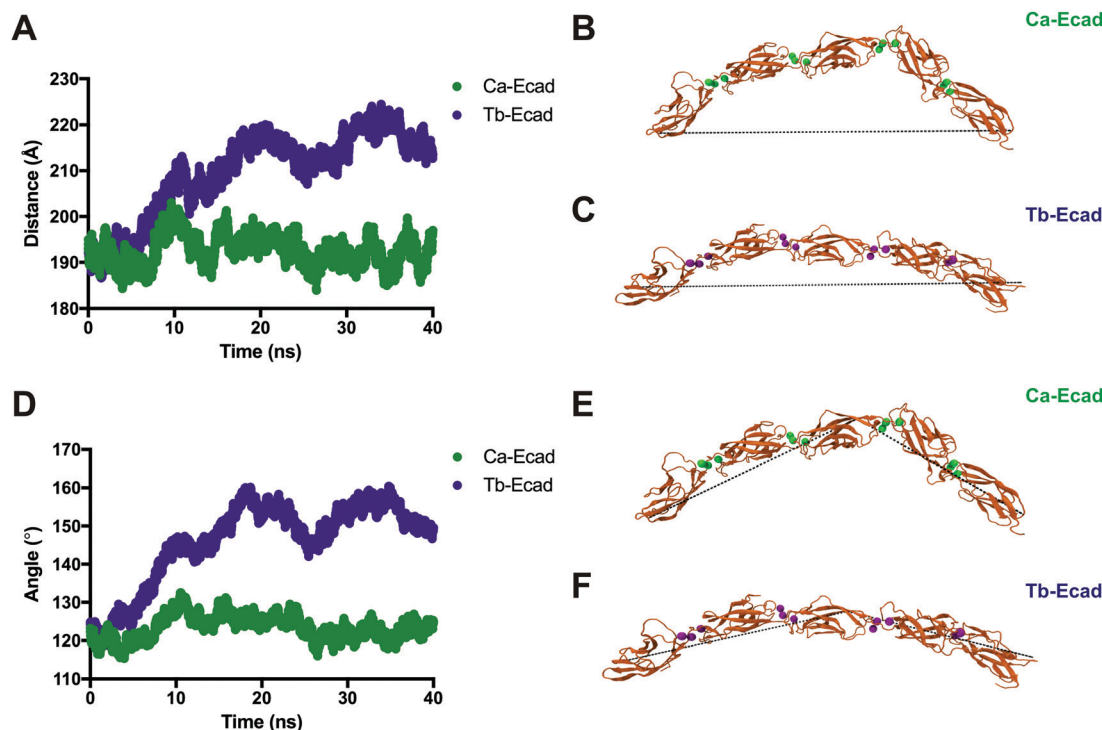 A
Distance (Å)
230
220
210
200
190
180
0
10
20
30
40
Time (ns)
Ca-Ecad
Tb-Ecad
B
Ca-Ecad
C
Tb-Ecad
D
Angle (°)
170
160
150
140
130
120
110
0
10
20
30
40
Time (ns)
Ca-Ecad
Tb-Ecad
E
Ca-Ecad
F
Tb-Ecad